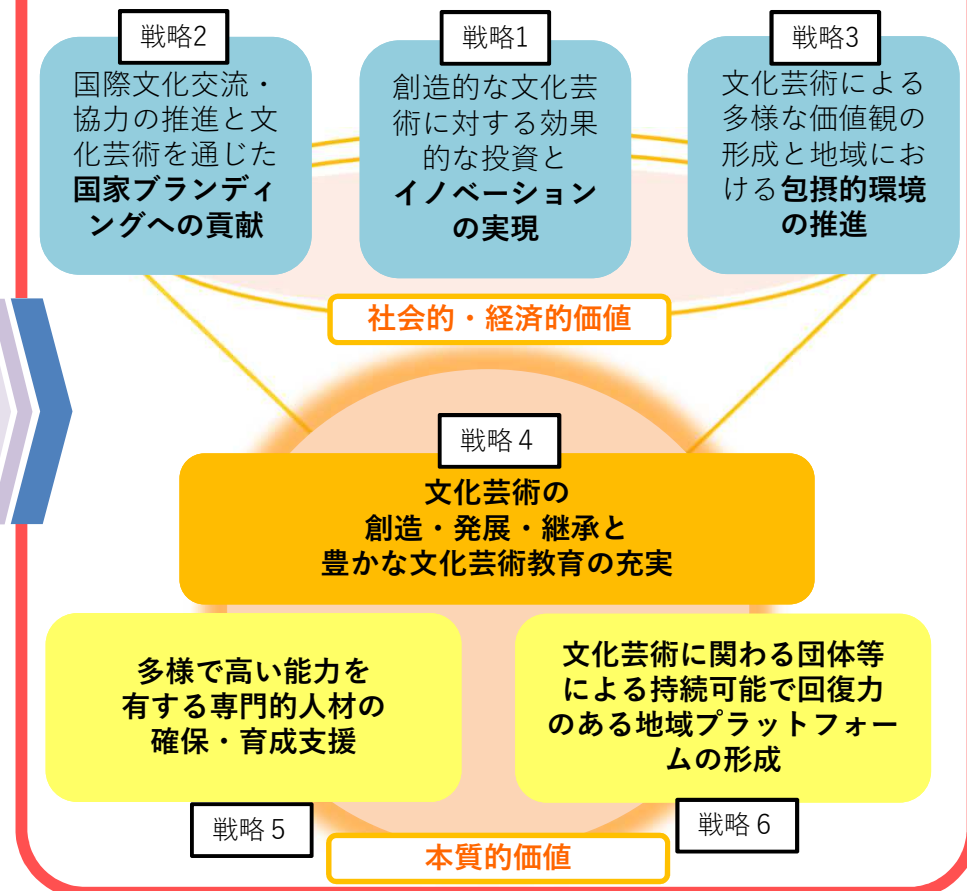 戦略2
国際文化交流・
協力の推進と文
化芸術を通じた
国家ブランディ
ングへの貢献
戦略1
創造的な文化芸
術に対する効果
的な投資と
イノベーション
の実現
戦略3
文化芸術による
多様な価値観の
形成と地域にお
ける包摂的環境
の推進
社会的・経済的価値
戦略４
文化芸術の
創造・発展・継承と
豊かな文化芸術教育の充実
多様で高い能力を
有する専門的人材の
確保・育成支援
戦略５
文化芸術に関わる団体等
による持続可能で回復力
のある地域プラットフォー
ムの形成
戦略６
本質的価値